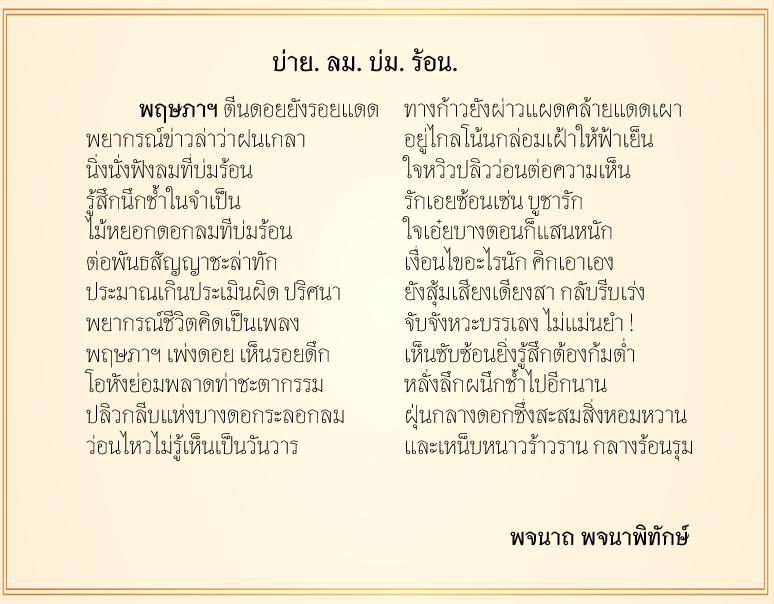 บ่าย. ลม. บ่ม. ร้อน.
พฤษภาฯ ตีนดอยยังรอยแดด ทางก้าวยังผ่าวแผดคล้ายแดดเผา
พยากรณ์ข่าวล่าว่าฝนเกลา อยู่ไกลโน้นกล่อมเฝ้าให้ฟ้าเย็น
นิ่งนั่งฟังลมที่บ่มร้อน ใจหวิวปลิวว่อนต่อความเห็น
รู้สึกนึกช้ำในจำเป็น รักเอยซ้อนเซ่น บูชารัก
ไม้หยอกดอกลมที่บ่มร้อน ใจเอ๋ยบางตอนก็แสนหนัก
ต่อพันธสัญญาชะล่าทัก เงื่อนไขอะไรนัก คิกเอาเอง
ประมาณเกินประเมินผิด ปริศนา ยังสุ้มเสียงเดียงสา กลับรีบเร่ง
พยากรณ์ชีวิตคิดเป็นเพลง จับจังหวะบรรเลง ไม่แม่นยำ !
พฤษภาฯ เพ่งดอย เห็นรอยดึก เห็นซับซ้อนยิ่งรู้สึกต้องก้มต่ำ
โอหังย่อมพลาดท่าชะตากรรม หลั่งลึกผนึกช้ำไปอีกนาน
ปลิวกลีบแห่งบางดอกระลอกลม ฝุ่นกลางดอกซึ่งสะสมสิ่งหอมหวาน
ว่อนไหวไม่รู้เห็นเป็นวันวาร และเหน็บหนาวร้าวราน กลางร้อนรุม
พจนาถ พจนาพิทักษ์